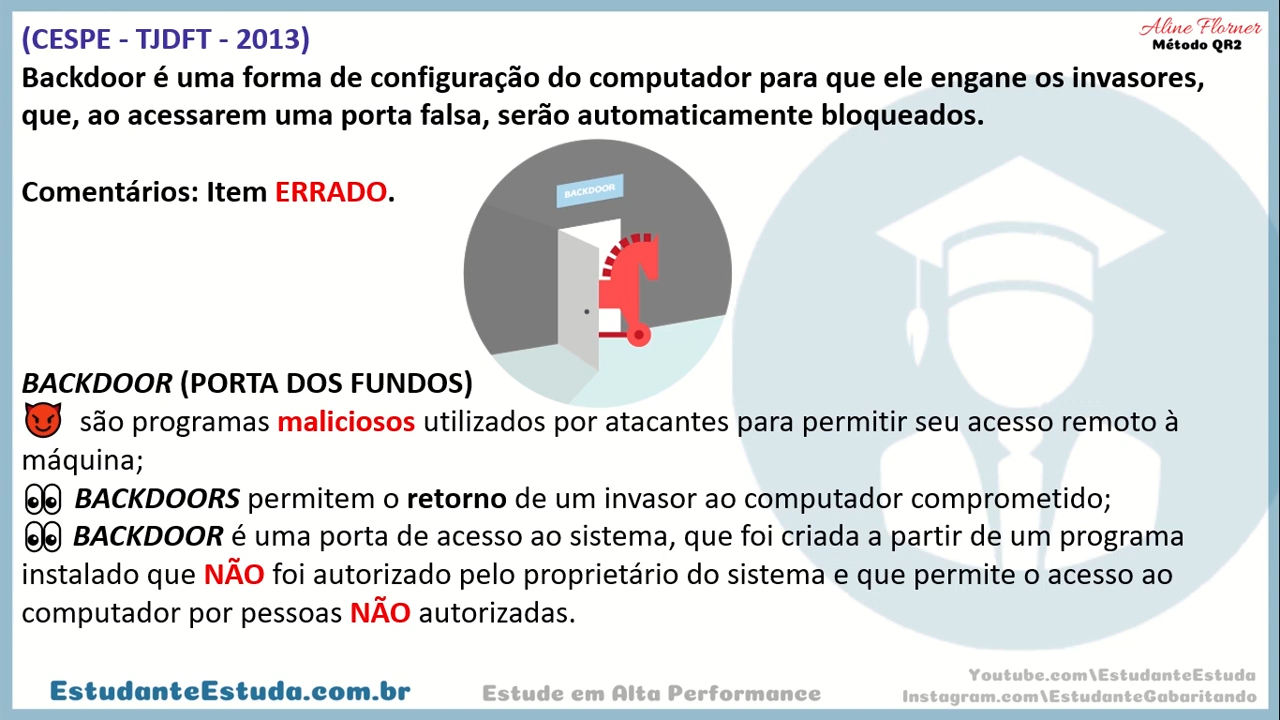 (CESPE - TJDFT - 2013)
Aline Florner
Método QR2
Backdoor é uma forma de configuração do computador para que ele engane os invasores,
que, ao acessarem uma porta falsa, serão automaticamente bloqueados.
Comentários: Item ERRADO.
BACKDOOR
BACKDOOR (PORTA DOS FUNDOS)
são programas maliciosos utilizados por atacantes para permitir seu acesso remoto à
máquina;
BACKDOORS permitem o retorno de um invasor ao computador comprometido;
BACKDOOR é uma porta de acesso ao sistema, que foi criada a partir de um programa
instalado que NÃO foi autorizado pelo proprietário do sistema e que permite o acesso ao
computador por pessoas NÃO autorizadas.
EstudanteEstuda.com.br
Estude em Alta Performance
Youtube.com\EstudanteEstuda
Instagram.com\EstudanteGabaritando